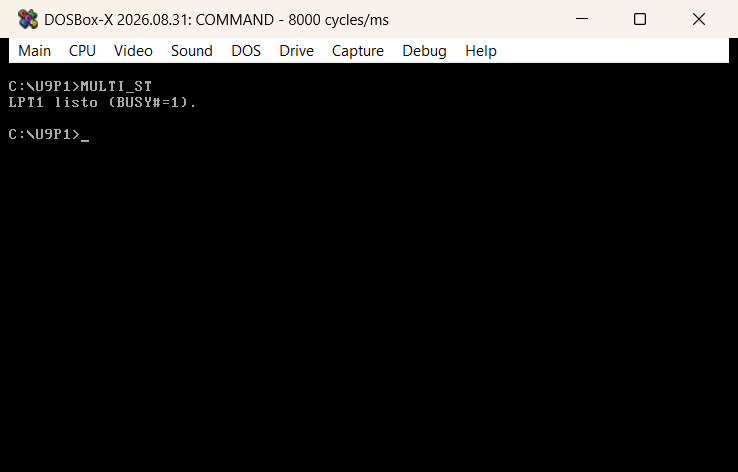 DOSBox-X 2026.08.31: COMMAND - 8000 cycles/ms
Main CPU Video Sound DOS Drive Capture Debug Help
C:\U9P1>MULTI_ST
LPT1 listo (BUSY#=1).
C:\U9P1>_